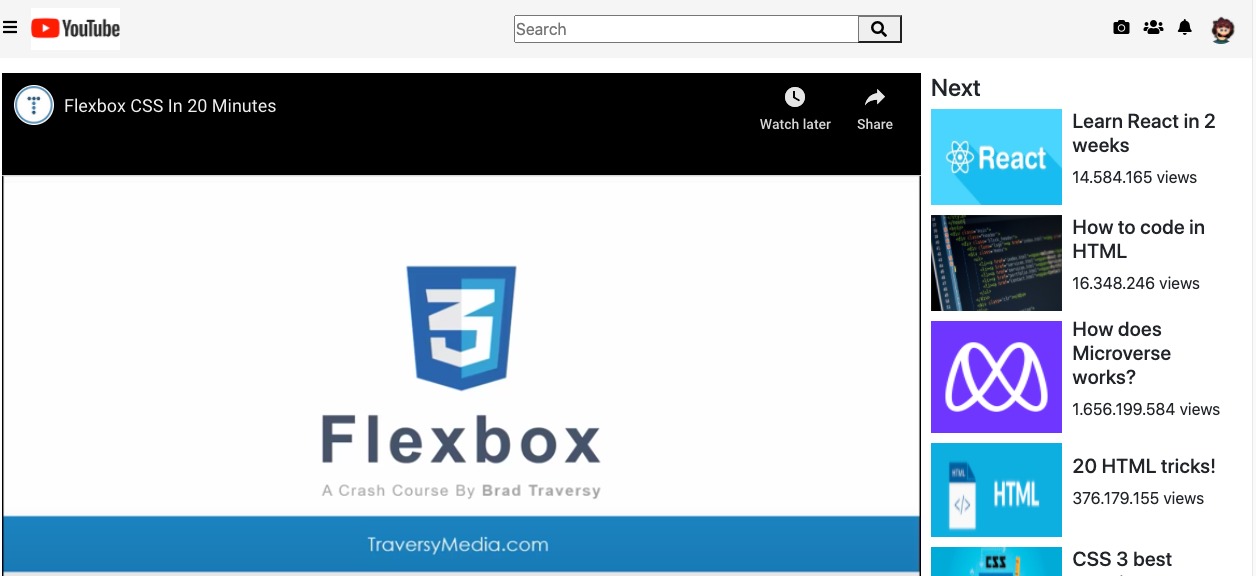 YouTube
Search
Flexbox CSS In 20 Minutes
Watch later
Share
3
Flexbox
A Crash Course By Brad Traversy
TraversyMedia.com
Next
React
Learn React in 2
weeks
14.584.165 views
How to code in
HTML
16.348.246 views
How does
Microverse
works?
1.656.199.584 views
HTML
</>
HTML
20 HTML tricks!
376.179.155 views
CSS
CSS 3 best